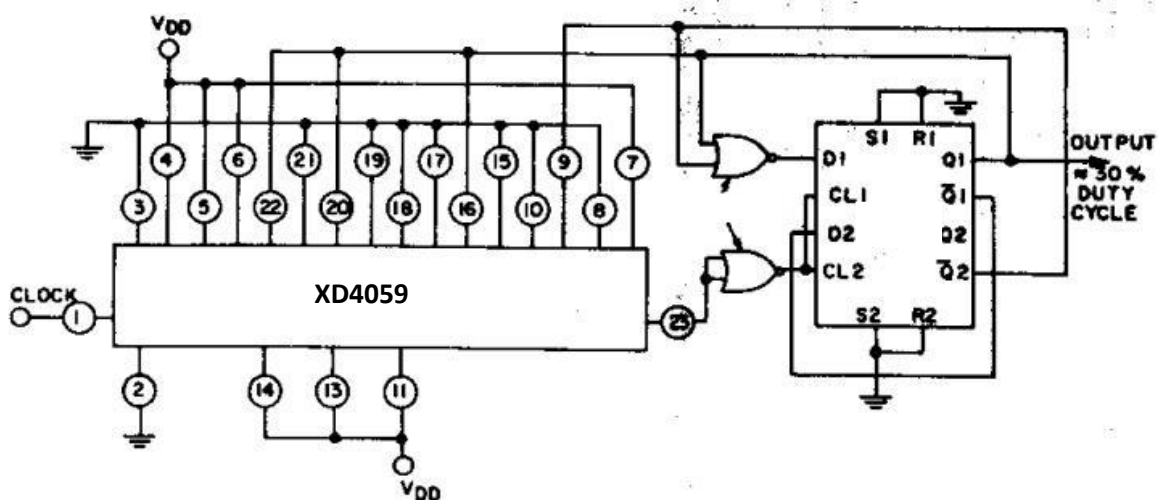 VDD
4 6 21 19 17 15 9 7
3 5 22 20 18 16 10 8
XD4059
CLOCK
1
25
2
14 13 11
VDD
S1 R1
D1 Q1
CL1 Q̅1
D2 Q2
CL2 Q̅2
S2 R2
OUTPUT
≈ 30%
DUTY
CYCLE